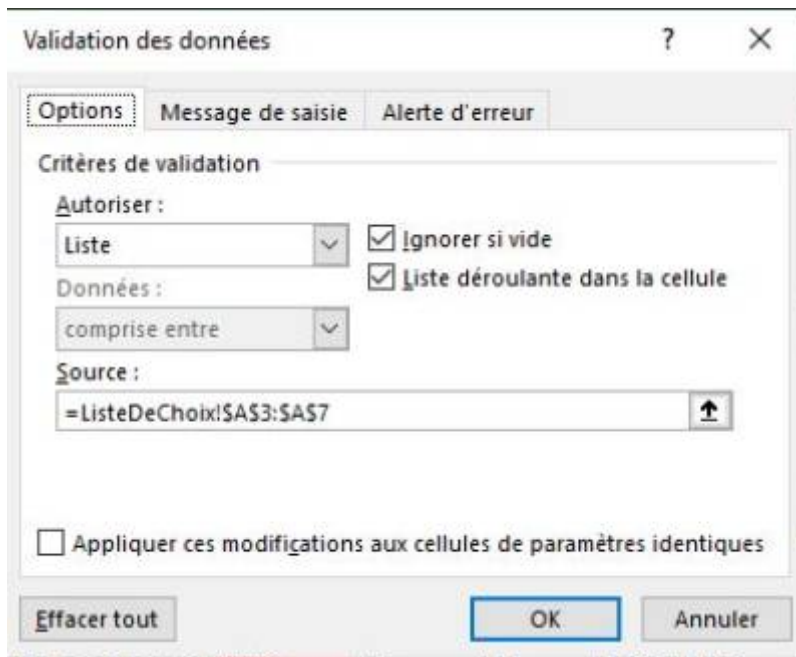 Validation des données ?
Options Message de saisie Alerte d'erreur
Critères de validation
Autoriser :
Liste
Ignorer si vide
Données :
Liste déroulante dans la cellule
comprise entre
Source :
=ListeDeChoix!$A$3:$A$7
Appliquer ces modifications aux cellules de paramètres identiques
Effacer tout OK Annuler